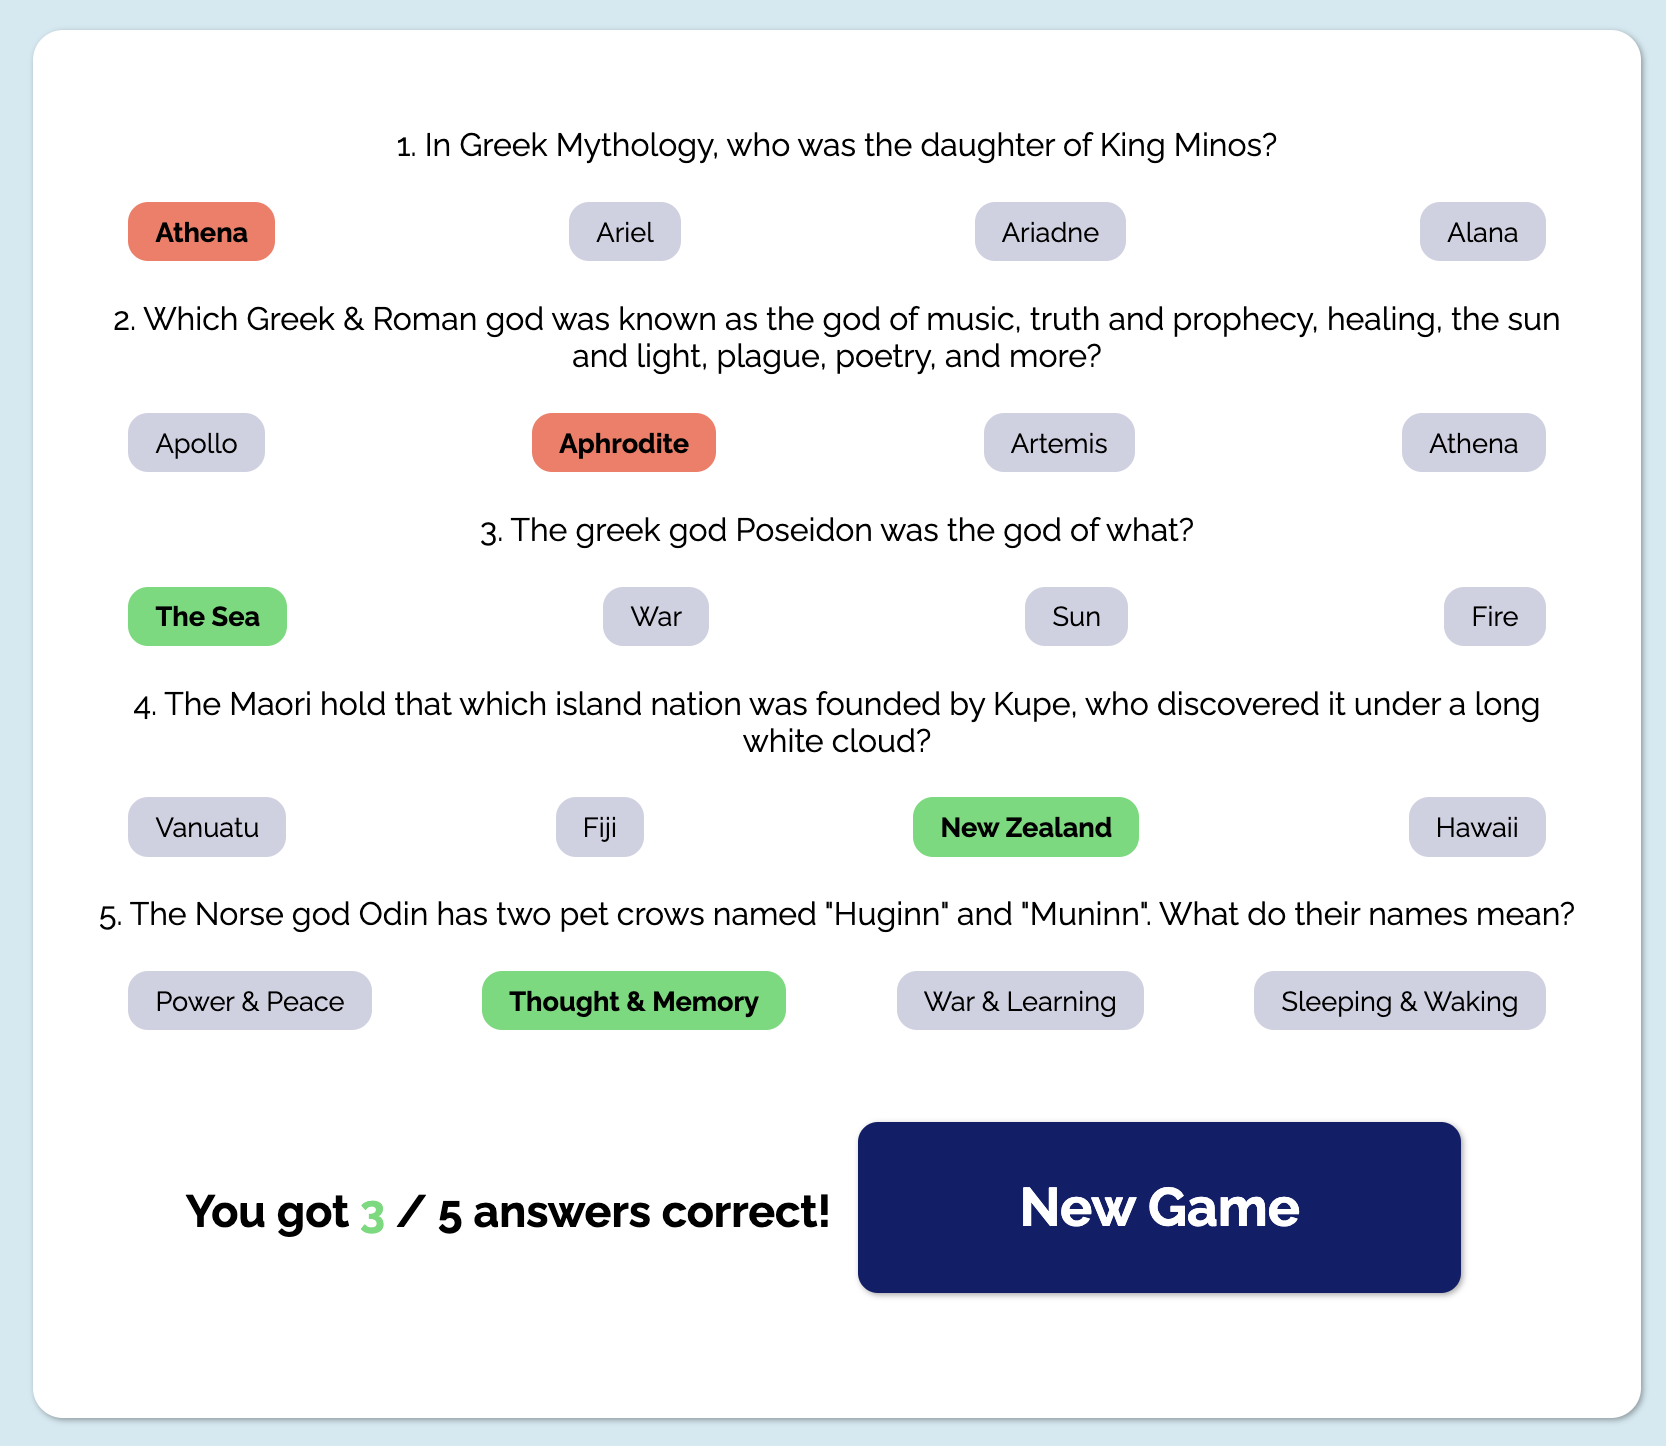 1. In Greek Mythology, who was the daughter of King Minos?
Athena Ariel Ariadne Alana
2. Which Greek & Roman god was known as the god of music, truth and prophecy, healing, the sun
and light, plague, poetry, and more?
Apollo Aphrodite Artemis Athena
3. The greek god Poseidon was the god of what?
The Sea War Sun Fire
4. The Maori hold that which island nation was founded by Kupe, who discovered it under a long
white cloud?
Vanuatu Fiji New Zealand Hawaii
5. The Norse god Odin has two pet crows named "Huginn" and "Muninn". What do their names mean?
Power & Peace Thought & Memory War & Learning Sleeping & Waking
You got 3 / 5 answers correct! New Game